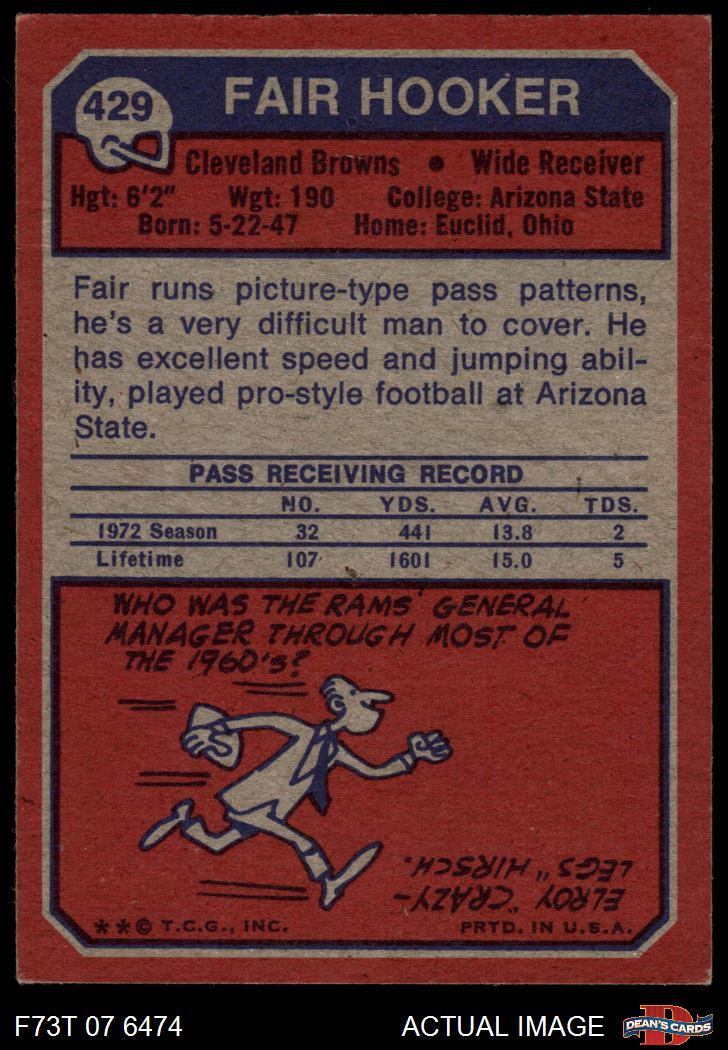 429
FAIR HOOKER
Cleveland Browns • Wide Receiver
Hgt: 6'2" Wgt: 190 College: Arizona State
Born: 5-22-47 Home: Euclid, Ohio
Fair runs picture-type pass patterns,
he's a very difficult man to cover. He
has excellent speed and jumping abil-
ity, played pro-style football at Arizona
State.
PASS RECEIVING RECORD
NO. YDS. AVG. TDS.
1972 Season 32 441 13.8 2
Lifetime 107 1601 15.0 5
WHO WAS THE RAMS' GENERAL
MANAGER THROUGH MOST OF
THE 1960's?
ELROY "CRAZY-
LEGS" HIRSCH.
**© T.C.G., INC. PRTD. IN U.S.A.
F73T 07 6474 ACTUAL IMAGE
D
DEAN'S CARDS